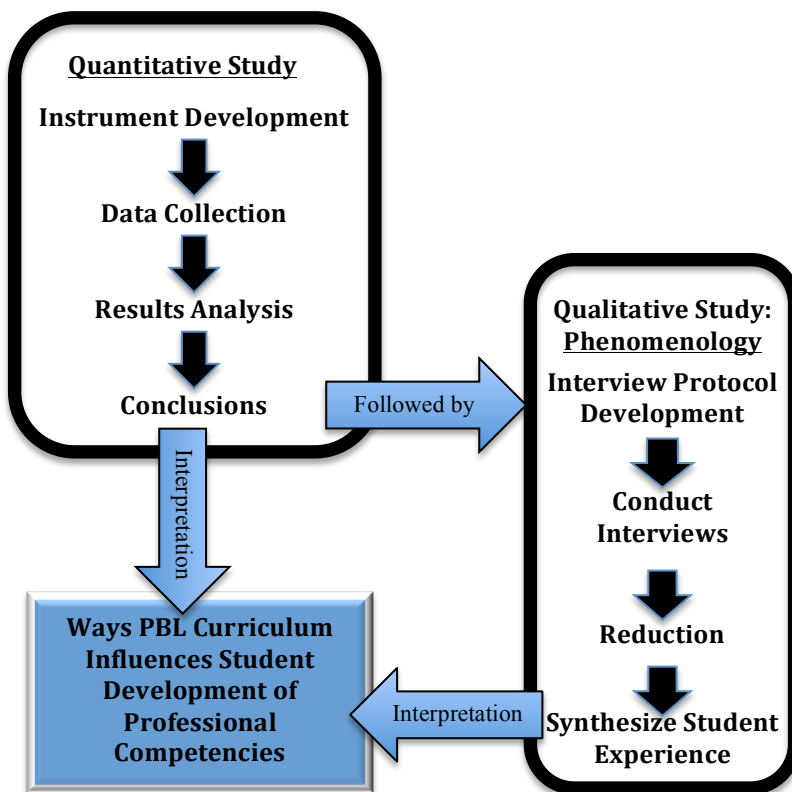 Quantitative Study
Instrument Development
Data Collection
Results Analysis
Conclusions
Followed by
Interpretation
Qualitative Study:
Phenomenology
Interview Protocol
Development
Conduct
Interviews
Reduction
Synthesize Student
Experience
Interpretation
Ways PBL Curriculum
Influences Student
Development of
Professional
Competencies